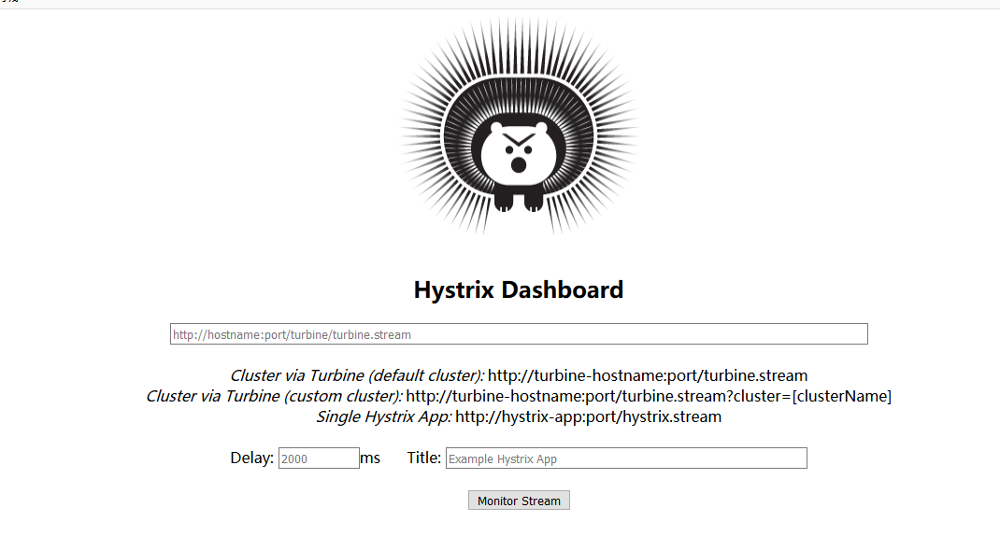 Hystrix Dashboard
http://hostname:port/turbine/turbine.stream
Cluster via Turbine (default cluster): http://turbine-hostname:port/turbine.stream
Cluster via Turbine (custom cluster): http://turbine-hostname:port/turbine.stream?cluster=[clusterName]
Single Hystrix App: http://hystrix-app:port/hystrix.stream
Delay: 2000 ms Title: Example Hystrix App
Monitor Stream